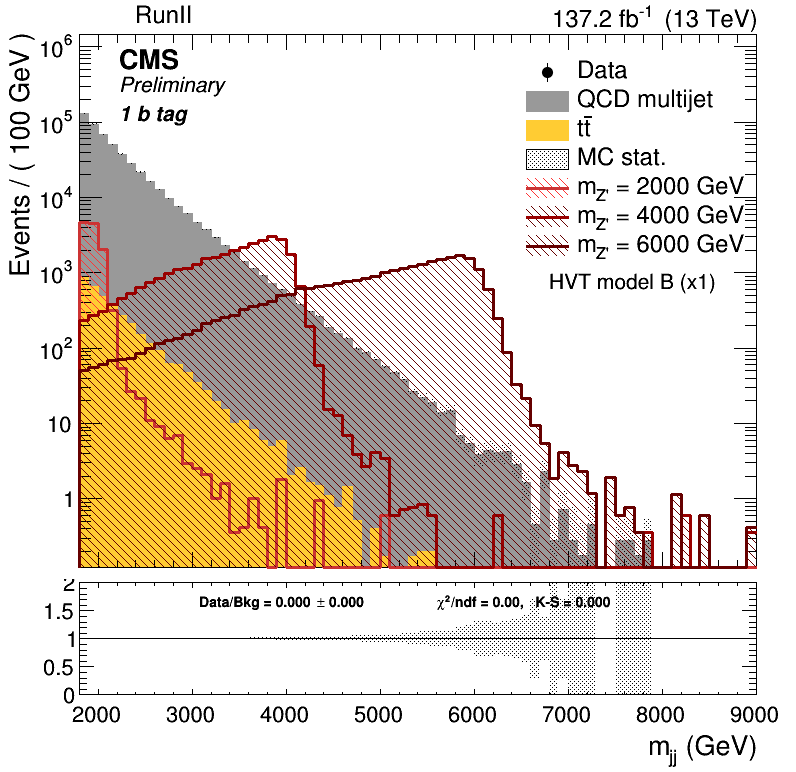 RunII 137.2 fb⁻¹ (13 TeV)
CMS
Preliminary
1 b tag
Data
QCD multijet
tt̄
MC stat.
m_Z' = 2000 GeV
m_Z' = 4000 GeV
m_Z' = 6000 GeV
HVT model B (x1)
Events / ( 100 GeV )
10⁶
10⁵
10⁴
10³
10²
10
1
Data/Bkg = 0.000 ± 0.000 χ²/ndf = 0.00, K-S = 0.000
2
1.5
1
0.5
0
2000 3000 4000 5000 6000 7000 8000 9000
m_jj (GeV)